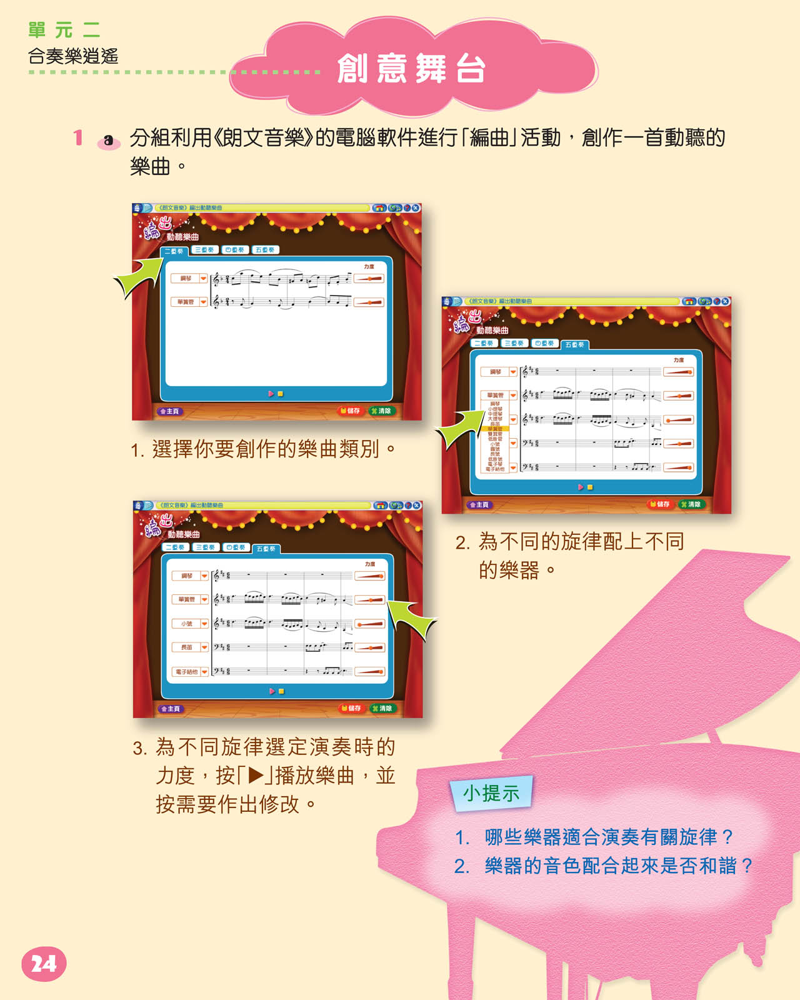 單元二
合奏樂逍遙
創意舞台
1 a 分組利用《朗文音樂》的電腦軟件進行「編曲」活動，創作一首動聽的
樂曲。
《朗文音樂》編出動聽樂曲
編出
動聽樂曲
二重奏 三重奏 四重奏 五重奏
力度
鋼琴
單簧管
主頁 儲存 清除
1. 選擇你要創作的樂曲類別。
《朗文音樂》編出動聽樂曲
編出
動聽樂曲
二重奏 三重奏 四重奏 五重奏
力度
鋼琴
單簧管
鋼琴
小提琴
中提琴
大提琴
長笛
單簧管
雙簧管
低音管
小號
圓號
長號
低音號
電子琴
電子結他
主頁 儲存 清除
2. 為不同的旋律配上不同
的樂器。
《朗文音樂》編出動聽樂曲
編出
動聽樂曲
二重奏 三重奏 四重奏 五重奏
力度
鋼琴
單簧管
小號
長笛
電子結他
主頁 儲存 清除
3. 為不同旋律選定演奏時的
力度，按「▶」播放樂曲，並
按需要作出修改。
小提示
1. 哪些樂器適合演奏有關旋律？
2. 樂器的音色配合起來是否和諧？
24